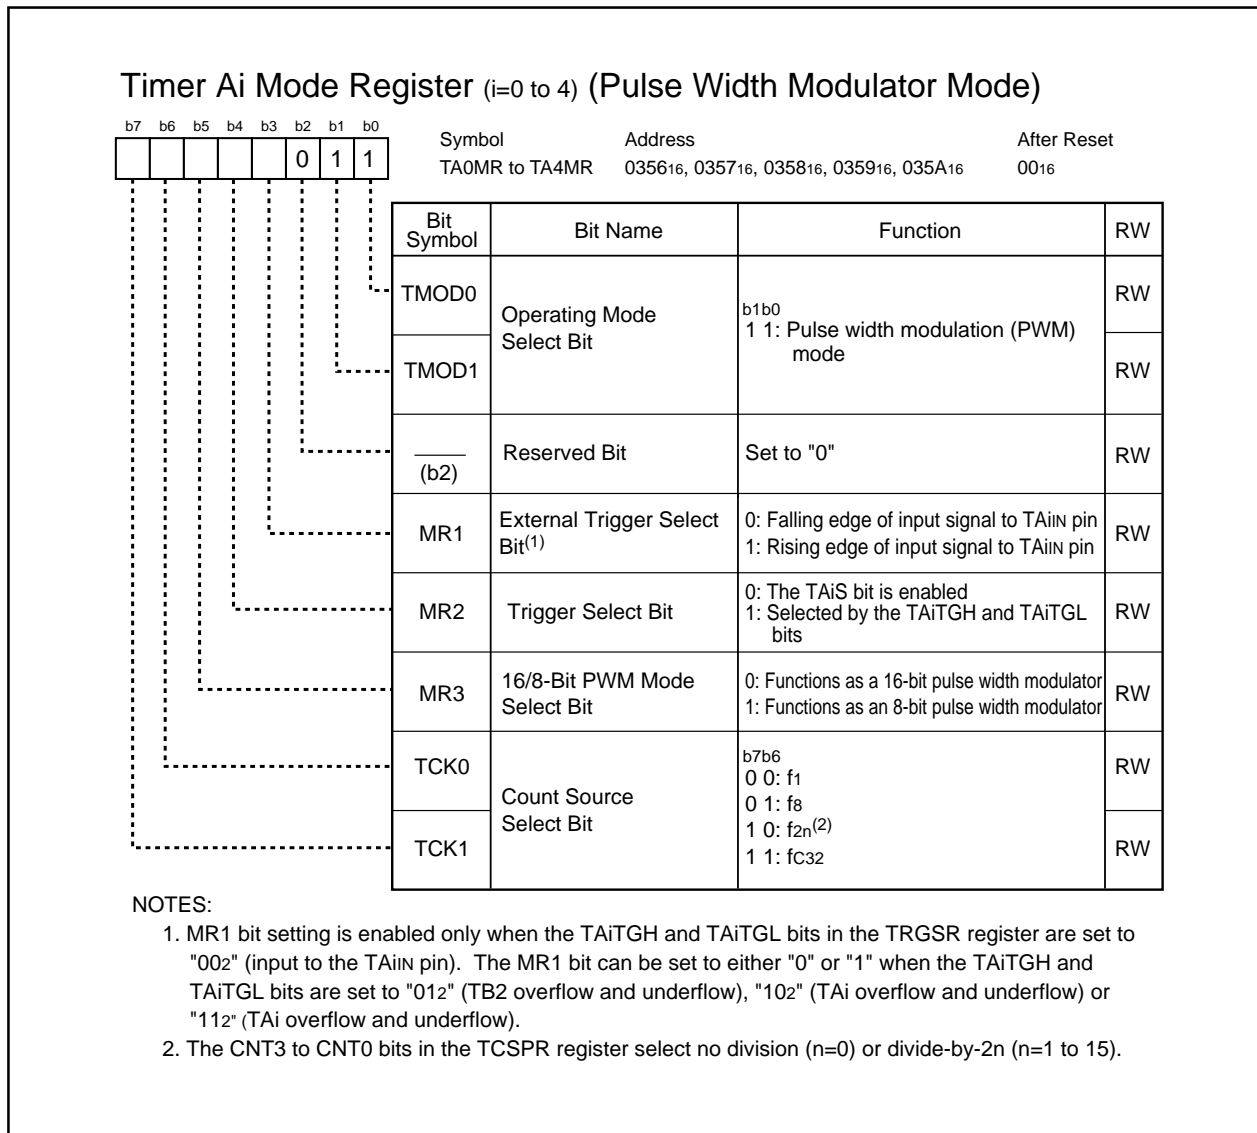 Timer Ai Mode Register (i=0 to 4) (Pulse Width Modulator Mode)
b7 b6 b5 b4 b3 b2 b1 b0
0 1 1
Symbol Address After Reset
TA0MR to TA4MR 035616, 035716, 035816, 035916, 035A16 0016
Bit Symbol Bit Name Function RW
TMOD0 RW
Operating Mode
Select Bit
b1b0
1 1: Pulse width modulation (PWM)
mode
TMOD1 RW
(b2) Reserved Bit Set to "0" RW
MR1 External Trigger Select
Bit(1)
0: Falling edge of input signal to TAiIN pin
1: Rising edge of input signal to TAiIN pin
RW
MR2 Trigger Select Bit
0: The TAiS bit is enabled
1: Selected by the TAiTGH and TAiTGL
bits
RW
MR3 16/8-Bit PWM Mode
Select Bit
0: Functions as a 16-bit pulse width modulator
1: Functions as an 8-bit pulse width modulator
RW
TCK0 RW
Count Source
Select Bit
b7b6
0 0: f1
0 1: f8
1 0: f2n(2)
1 1: fC32
TCK1 RW
NOTES:
1. MR1 bit setting is enabled only when the TAiTGH and TAiTGL bits in the TRGSR register are set to
"002" (input to the TAiIN pin). The MR1 bit can be set to either "0" or "1" when the TAiTGH and
TAiTGL bits are set to "012" (TB2 overflow and underflow), "102" (TAi overflow and underflow) or
"112" (TAi overflow and underflow).
2. The CNT3 to CNT0 bits in the TCSPR register select no division (n=0) or divide-by-2n (n=1 to 15).